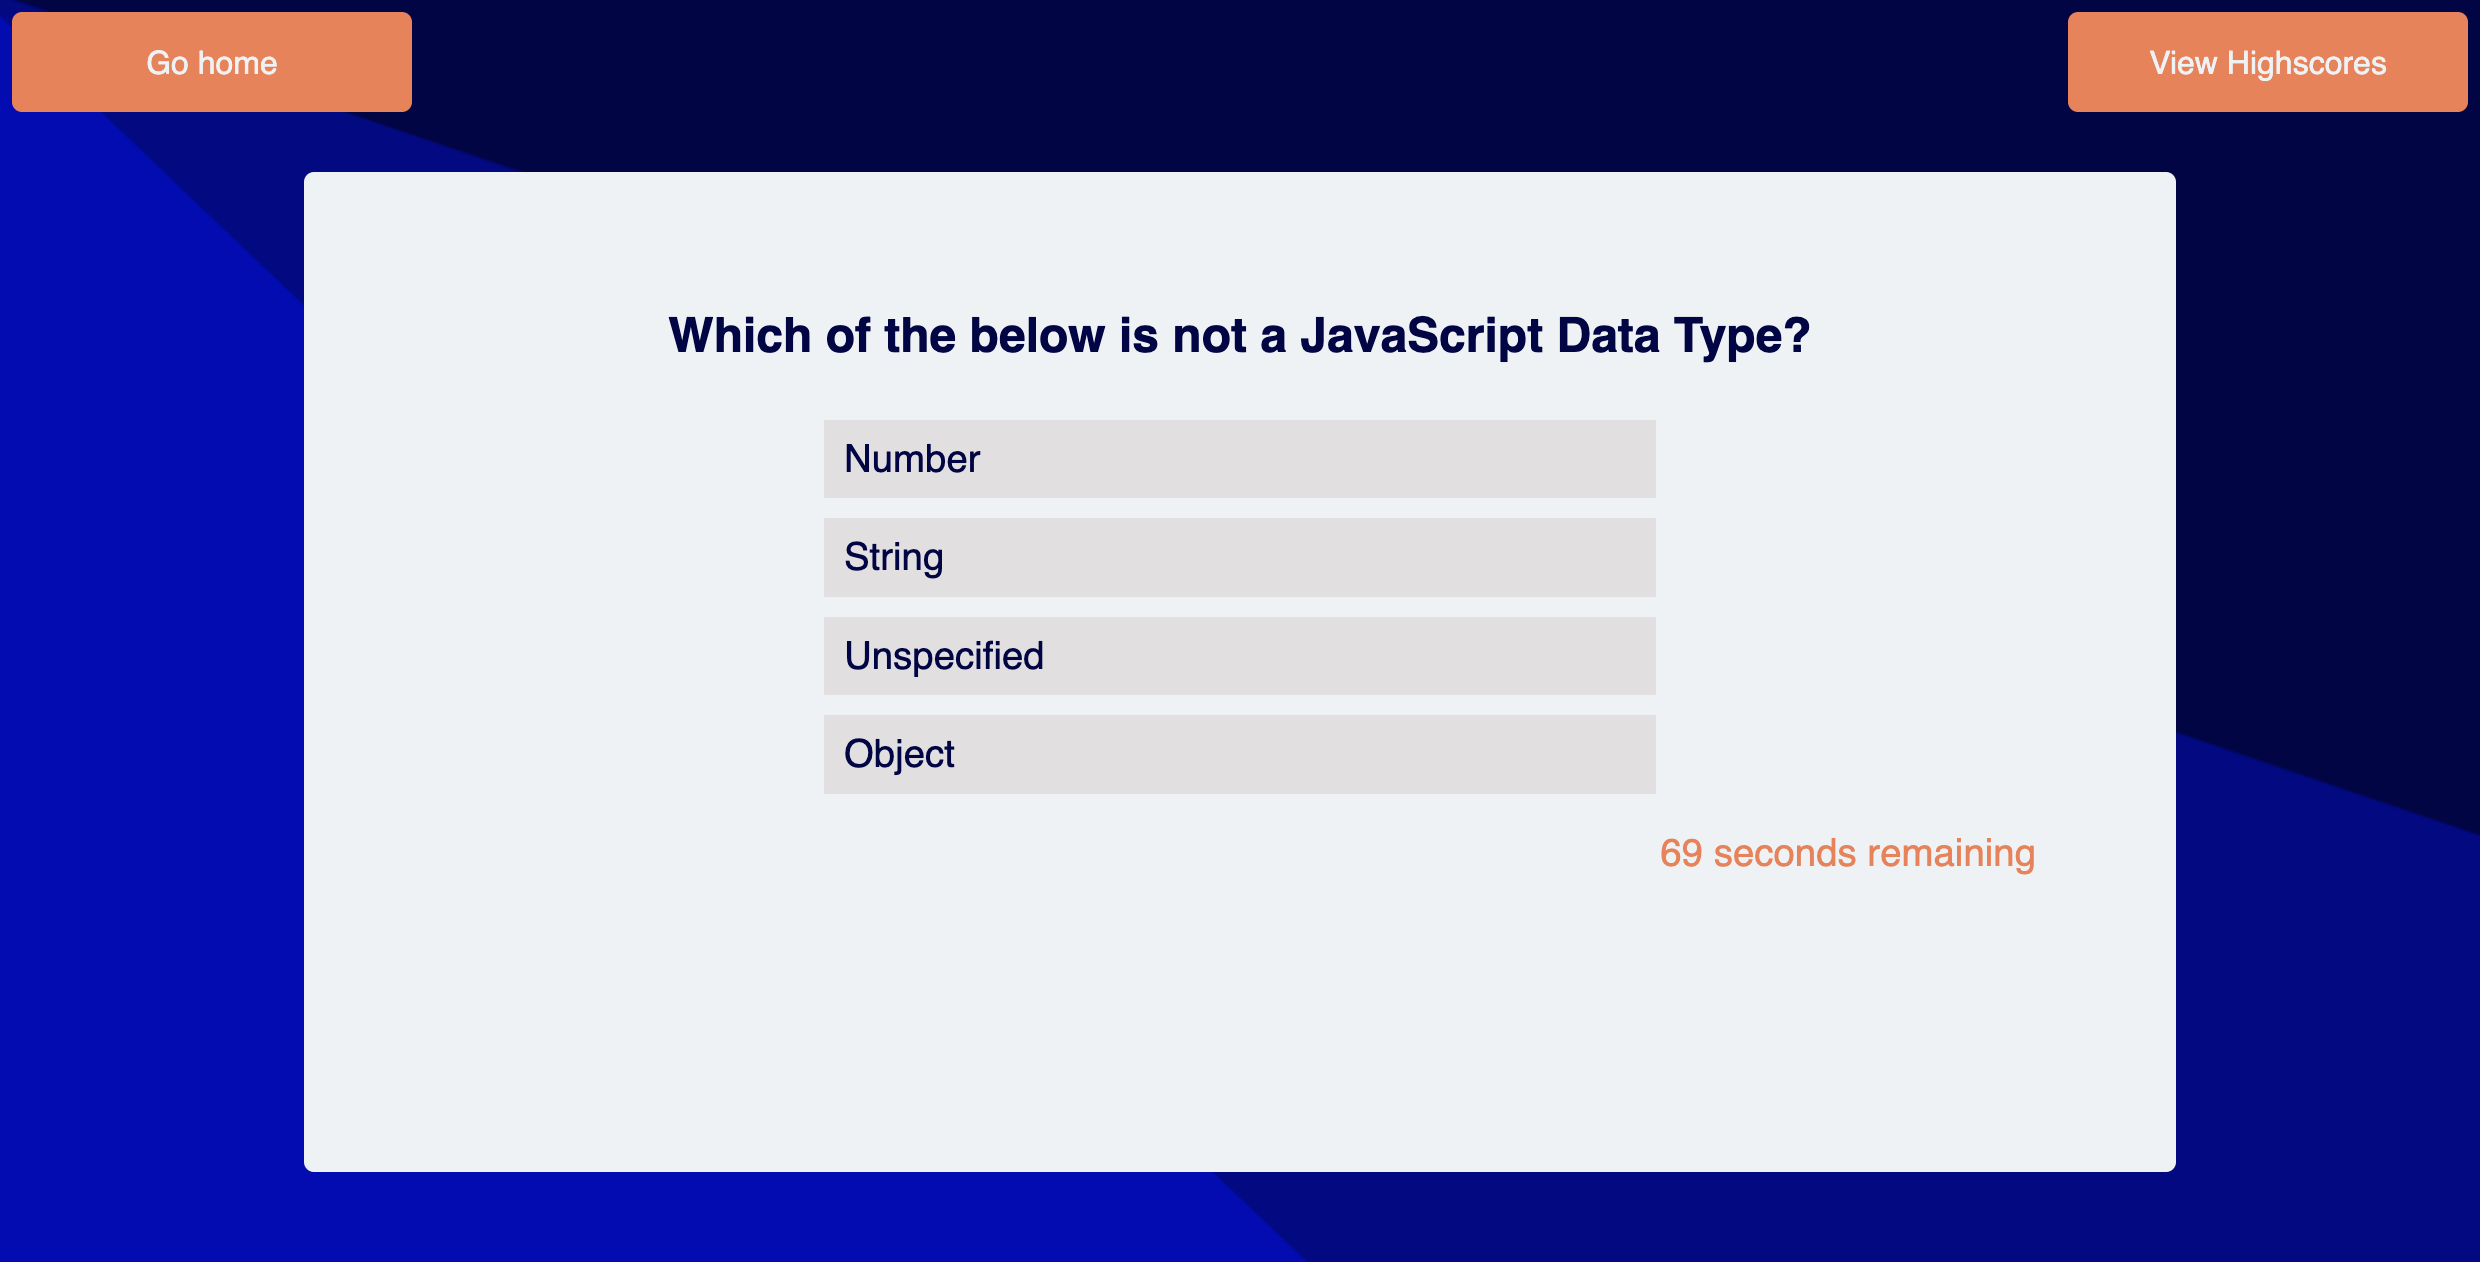 Go home
View Highscores
Which of the below is not a JavaScript Data Type?
Number
String
Unspecified
Object
69 seconds remaining